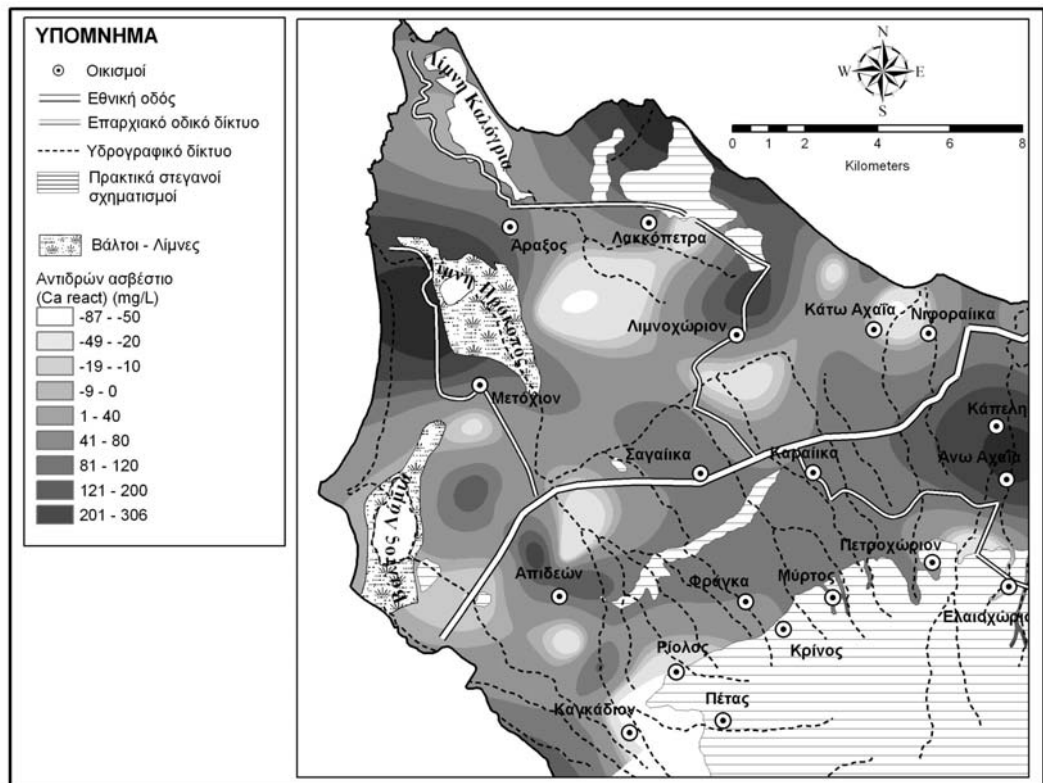 ΥΠΟΜΝΗΜΑ
Οικισμοί
Εθνική οδός
Επαρχιακό οδικό δίκτυο
Υδρογραφικό δίκτυο
Πρακτικά στεγανοί
σχηματισμοί
Βάλτοι - Λίμνες
Αντιδρών ασβέστιο
(Ca react) (mg/L)
-87 - -50
-49 - -20
-19 - -10
-9 - 0
1 - 40
41 - 80
81 - 120
121 - 200
201 - 306
N
W E
S
0 1 2 4 6 8
Kilometers
Λίμνη Καλόγρια
Άραξος
Λακκόπετρα
Λίμνη Πρόκοπος
Λιμνοχώριον
Κάτω Αχαΐα
Νιφοραίικα
Μετόχιον
Κάπελη
Σαγαίικα
Καραίικα
Άνω Αχαΐα
Βάλτος Λάμια
Πετροχώριον
Απιδεών
Φράγκα
Μύρτος
Ελαιοχώριο
Κρίνος
Ρίολος
Πέτας
Καγκάδιον